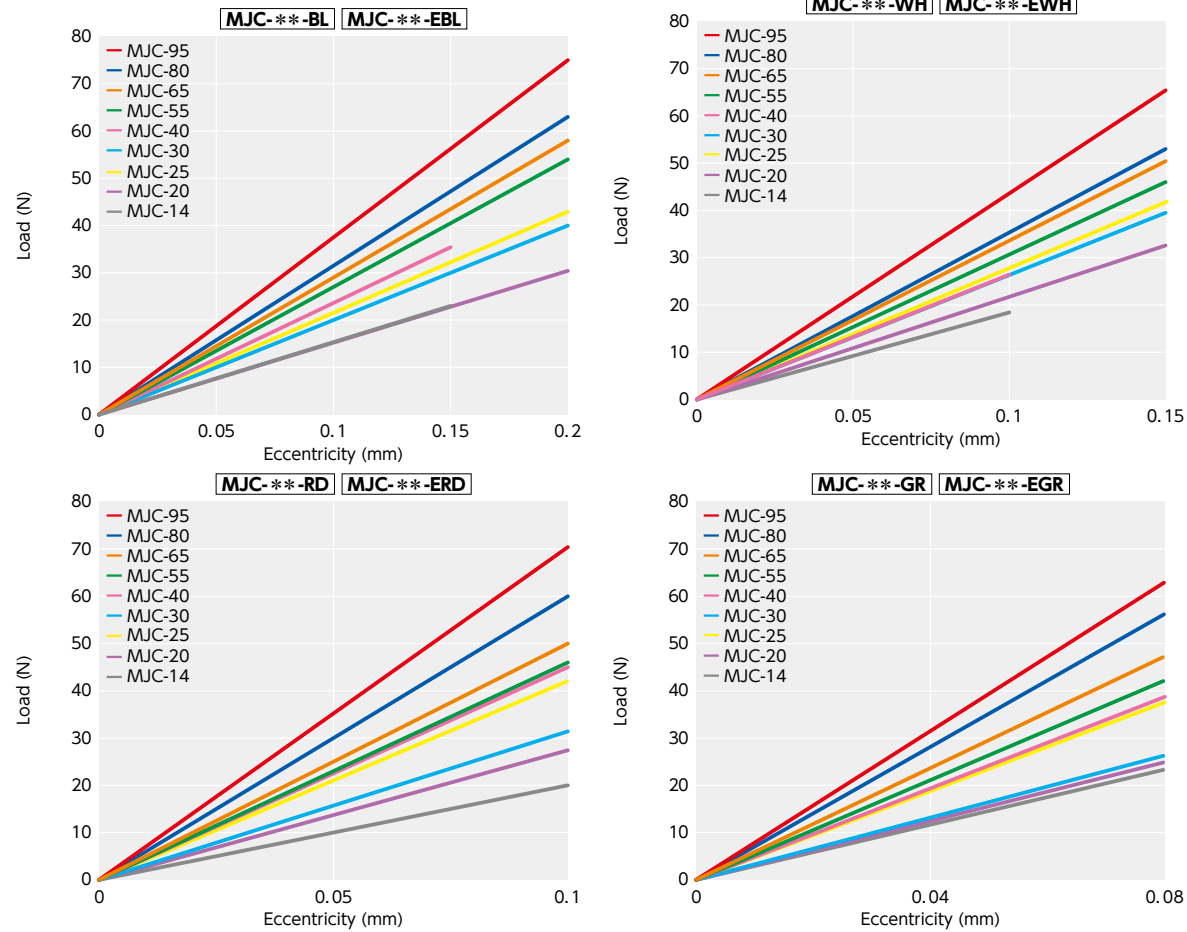 MJC-**-BL MJC-**-EBL
80
70
60
50
40
30
20
10
0
Load (N)
MJC-95
MJC-80
MJC-65
MJC-55
MJC-40
MJC-30
MJC-25
MJC-20
MJC-14
0 0.05 0.1 0.15 0.2
Eccentricity (mm)
MJC-**-WH MJC-**-EWH
80
70
60
50
40
30
20
10
0
Load (N)
MJC-95
MJC-80
MJC-65
MJC-55
MJC-40
MJC-30
MJC-25
MJC-20
MJC-14
0 0.05 0.1 0.15
Eccentricity (mm)
MJC-**-RD MJC-**-ERD
80
70
60
50
40
30
20
10
0
Load (N)
MJC-95
MJC-80
MJC-65
MJC-55
MJC-40
MJC-30
MJC-25
MJC-20
MJC-14
0 0.05 0.1
Eccentricity (mm)
MJC-**-GR MJC-**-EGR
80
70
60
50
40
30
20
10
0
Load (N)
MJC-95
MJC-80
MJC-65
MJC-55
MJC-40
MJC-30
MJC-25
MJC-20
MJC-14
0 0.04 0.08
Eccentricity (mm)